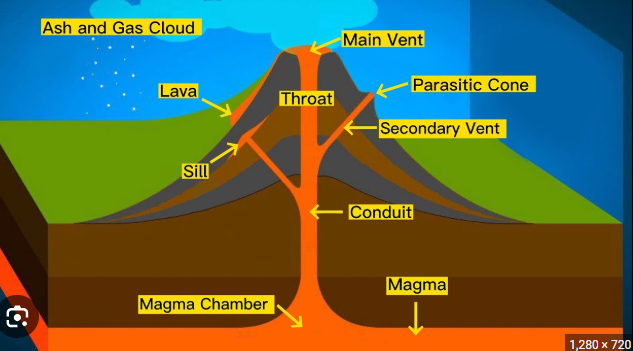 Ash and Gas Cloud
Main Vent
Lava
Throat
Parasitic Cone
Secondary Vent
Sill
Conduit
Magma Chamber
Magma
1,280 × 720